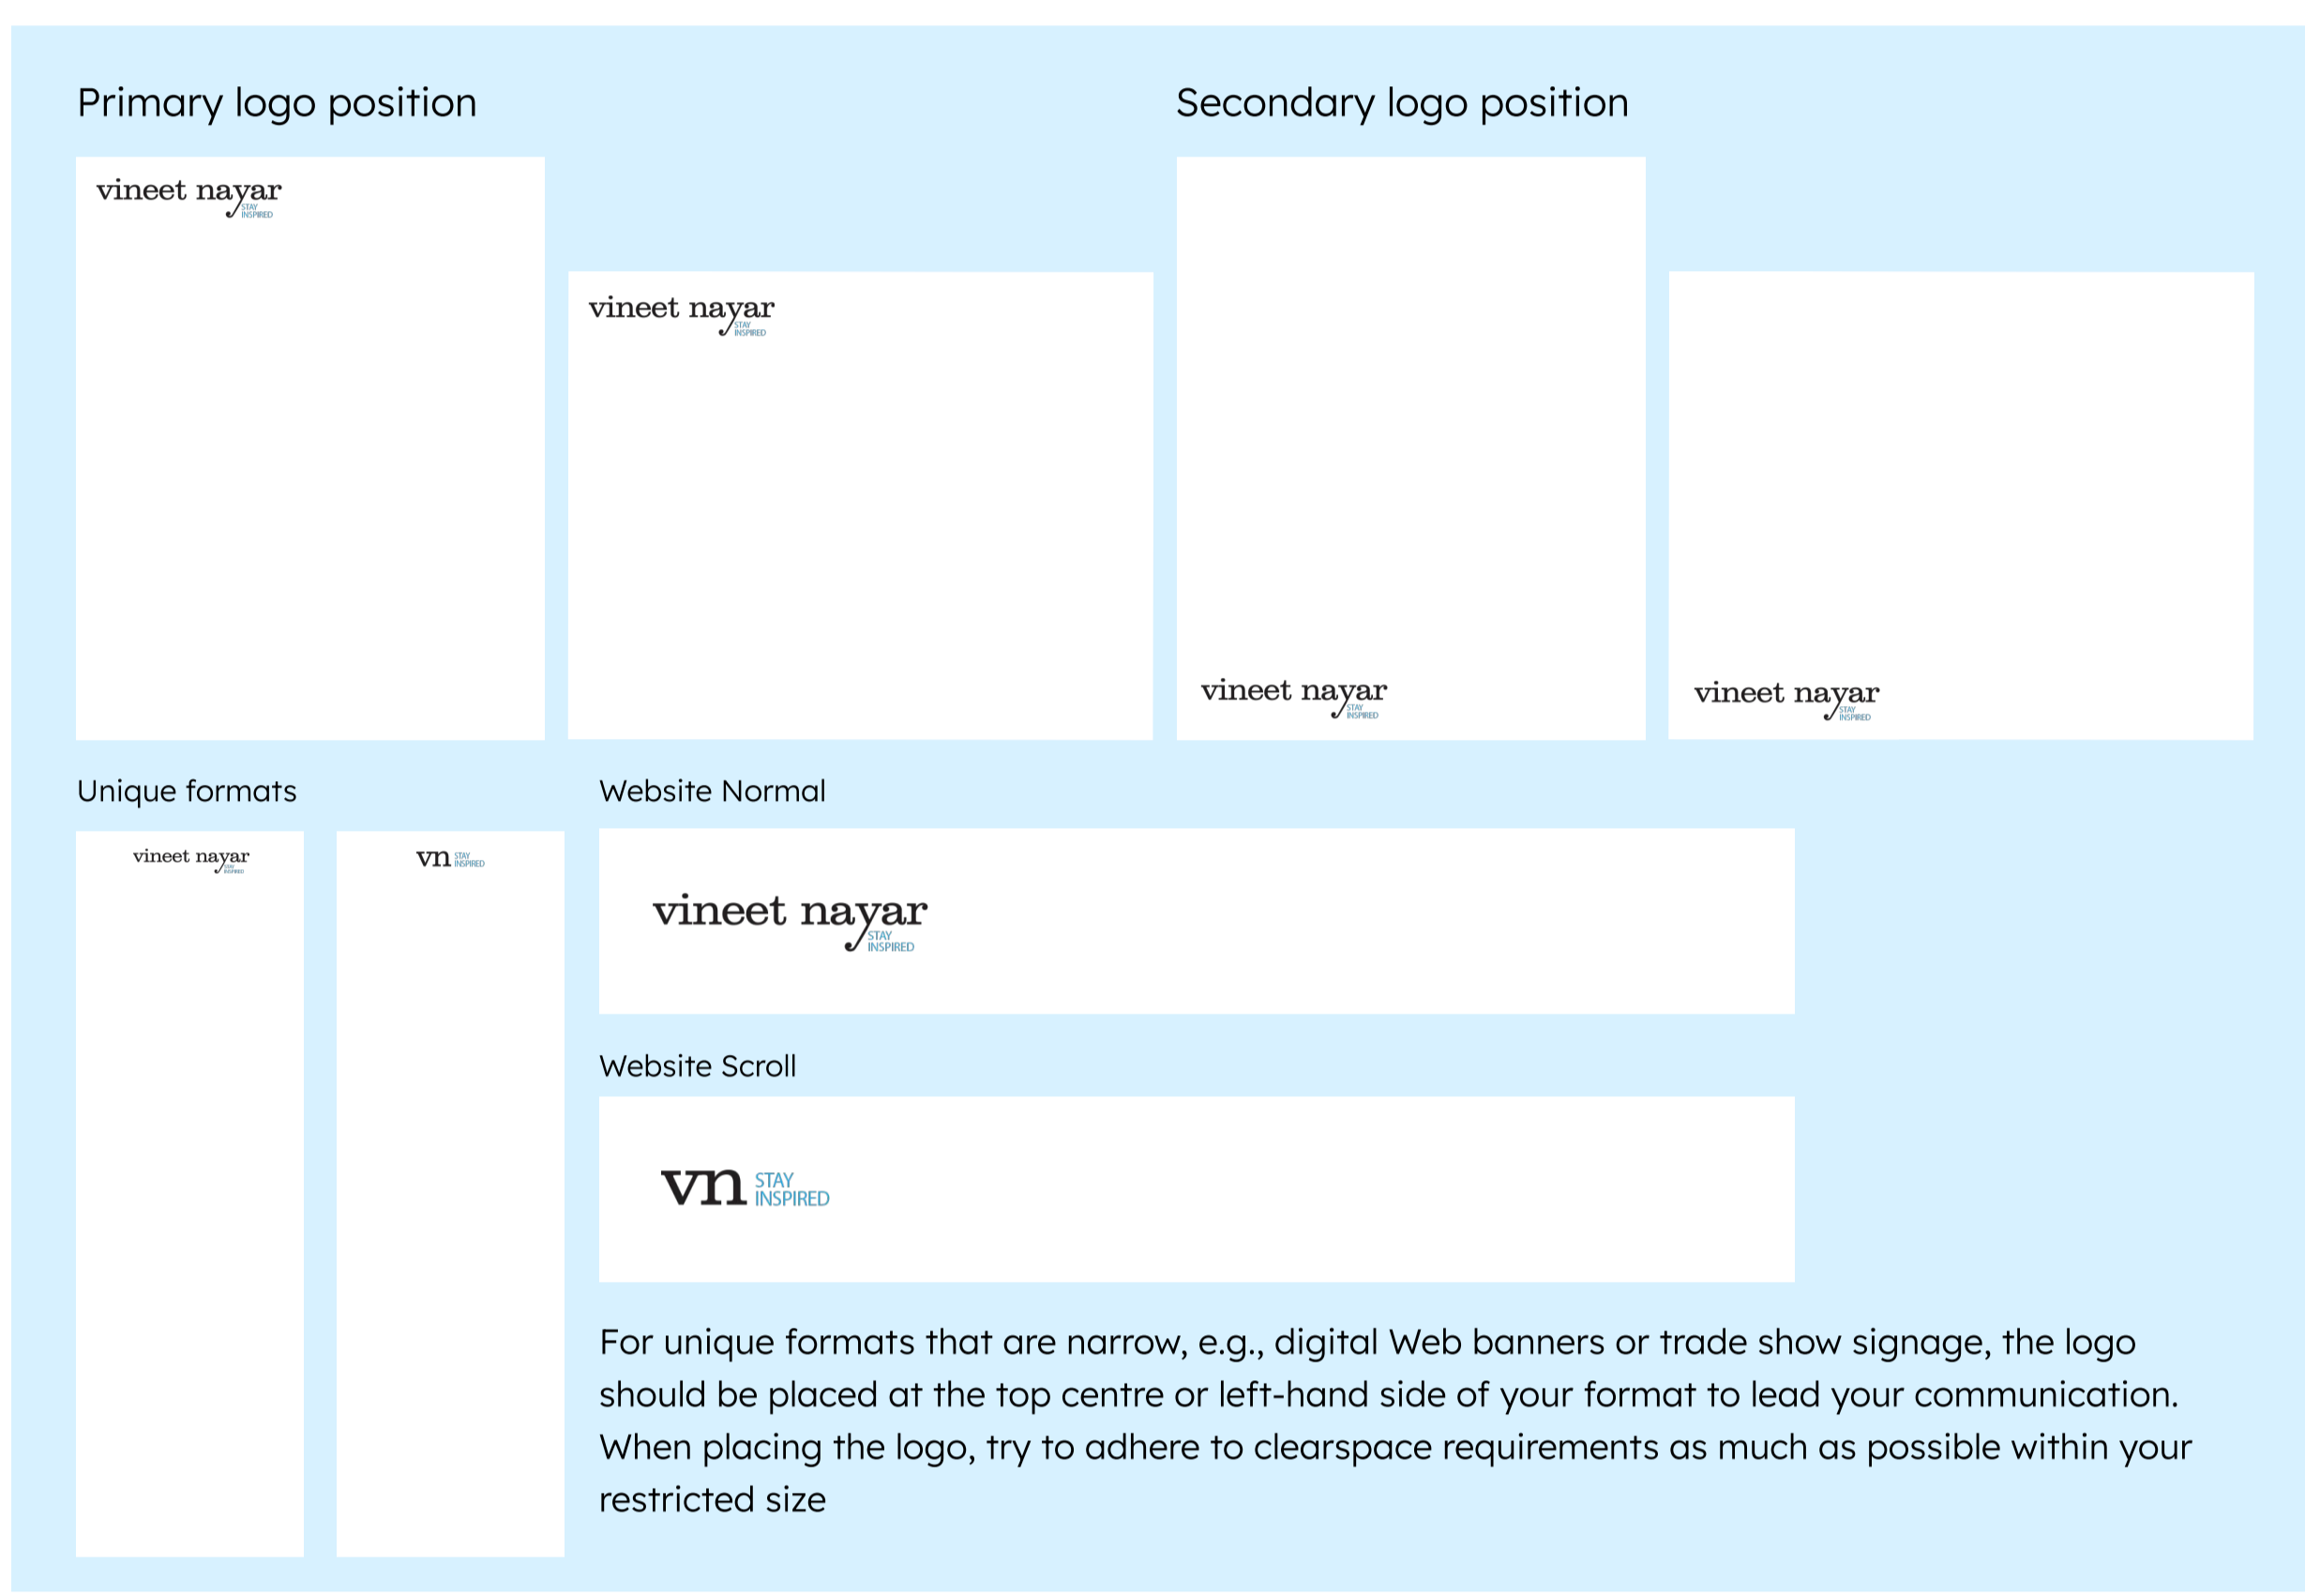 Primary logo position
Secondary logo position
vineet nayar
STAY
INSPIRED
vineet nayar
STAY
INSPIRED
vineet nayar
STAY
INSPIRED
vineet nayar
STAY
INSPIRED
Unique formats
Website Normal
vineet nayar
STAY
INSPIRED
vn
STAY
INSPIRED
vineet nayar
STAY
INSPIRED
Website Scroll
vn
STAY
INSPIRED
For unique formats that are narrow, e.g., digital Web banners or trade show signage, the logo
should be placed at the top centre or left-hand side of your format to lead your communication.
When placing the logo, try to adhere to clearspace requirements as much as possible within your
restricted size